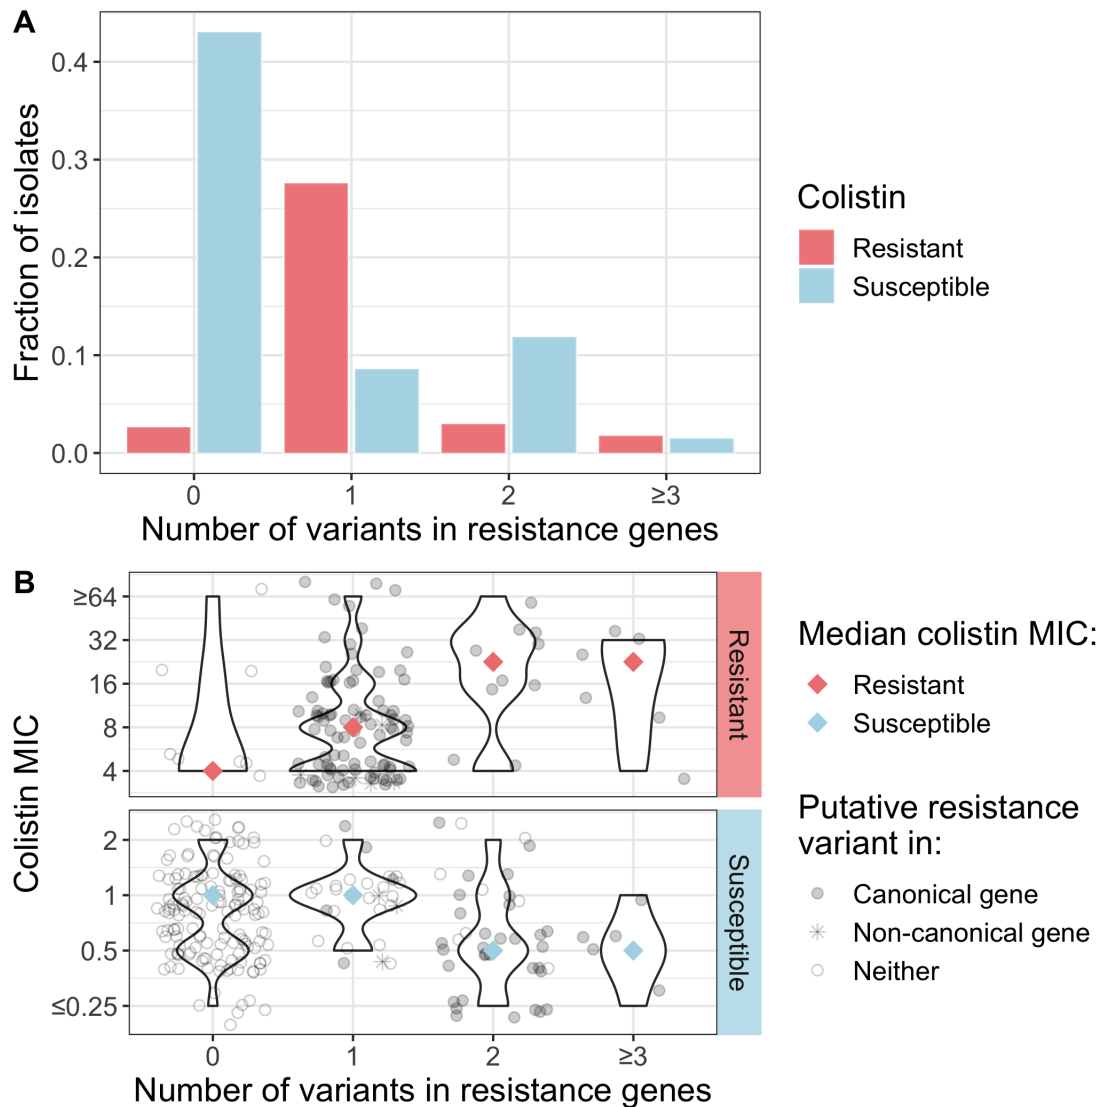 A
Fraction of isolates
0.4
0.3
0.2
0.1
0.0
0 1 2 ≥3
Number of variants in resistance genes
Colistin
Resistant
Susceptible
B
Colistin MIC
≥64
32
16
8
4
Resistant
2
1
0.5
≤0.25
Susceptible
0 1 2 ≥3
Number of variants in resistance genes
Median colistin MIC:
Resistant
Susceptible
Putative resistance
variant in:
Canonical gene
Non-canonical gene
Neither